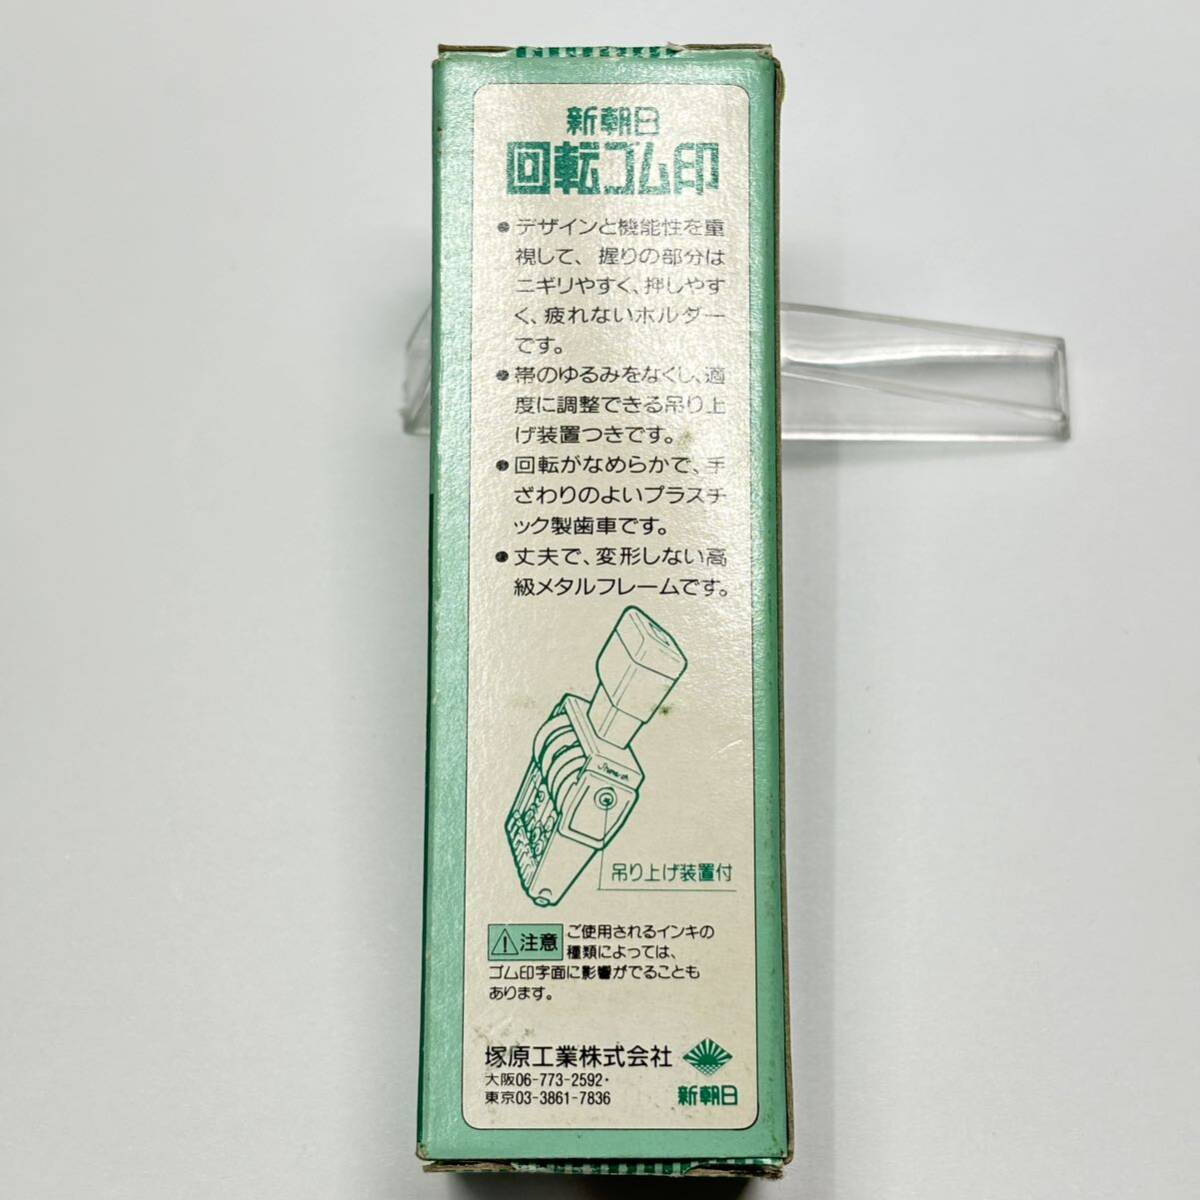 新朝日
回転ゴム印
●デザインと機能性を重
視して、握りの部分は
ニギリやすく、押しやす
く、疲れないホルダー
です。
●帯のゆるみをなくし、適
度に調整できる吊り上
げ装置つきです。
●回転がなめらかで、手
ざわりのよいプラスチ
ック製歯車です。
●丈夫で、変形しない高
級メタルフレームです。
吊り上げ装置付
注意 ご使用されるインキの
種類によっては、
ゴム印字面に影響がでることも
あります。
塚原工業株式会社
大阪06-773-2592・
東京03-3861-7836
新朝日